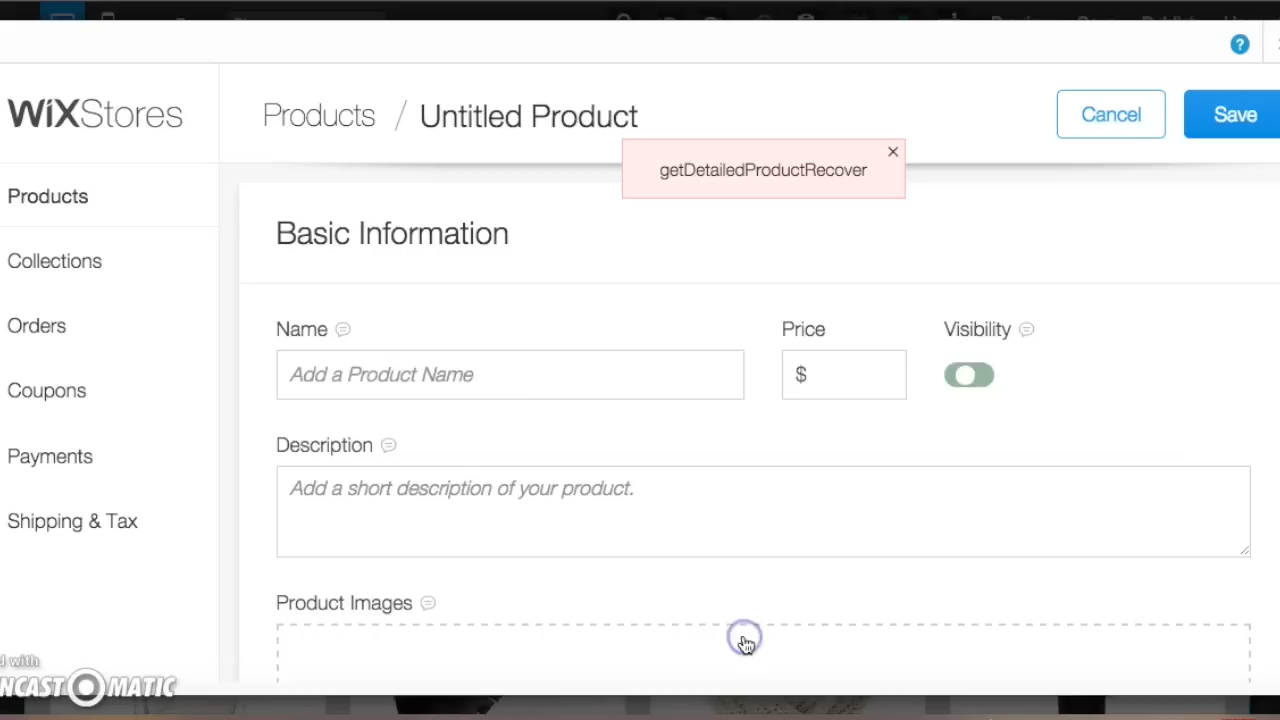 ?
WiXStores
Products / Untitled Product
Cancel
Save
getDetailedProductRecover
Products
Collections
Orders
Coupons
Payments
Shipping & Tax
Basic Information
Name
Price
Visibility
Add a Product Name
$
Description
Add a short description of your product.
Product Images
with
NCAST MATIC